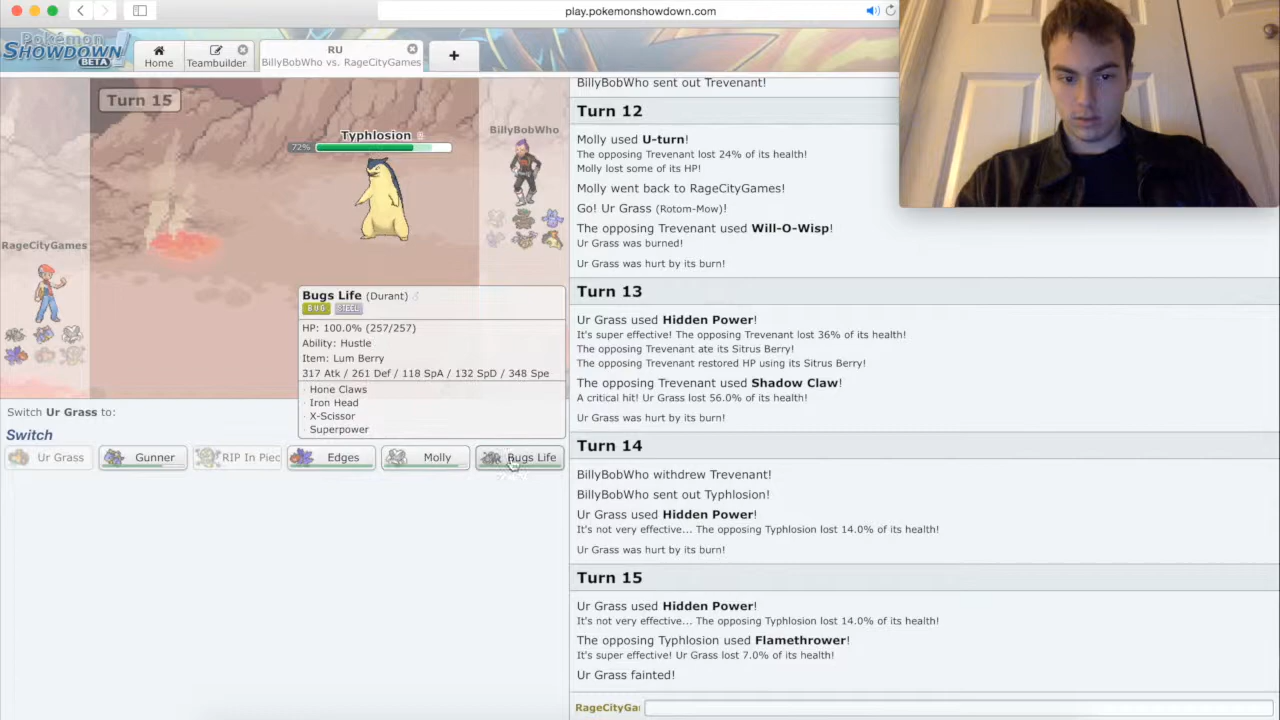 play.pokemonshowdown.com
Pokémon
SHOWDOWN
BETA
Home
Teambuilder
RU
BillyBobWho vs. RageCityGames
+
Turn 15
BillyBobWho
Typhlosion
72%
RageCityGames
Bugs Life (Durant) ♂
BUG STEEL
HP: 100.0% (257/257)
Ability: Hustle
Item: Lum Berry
317 Atk / 261 Def / 118 SpA / 132 SpD / 348 Spe
· Hone Claws
· Iron Head
· X-Scissor
· Superpower
Switch Ur Grass to:
Switch
Ur Grass
Gunner
RIP In Piec
Edges
Molly
Bugs Life
BillyBobWho sent out Trevenant!
Turn 12
Molly used U-turn!
The opposing Trevenant lost 24% of its health!
Molly lost some of its HP!
Molly went back to RageCityGames!
Go! Ur Grass (Rotom-Mow)!
The opposing Trevenant used Will-O-Wisp!
Ur Grass was burned!
Ur Grass was hurt by its burn!
Turn 13
Ur Grass used Hidden Power!
It's super effective! The opposing Trevenant lost 36% of its health!
The opposing Trevenant ate its Sitrus Berry!
The opposing Trevenant restored HP using its Sitrus Berry!
The opposing Trevenant used Shadow Claw!
A critical hit! Ur Grass lost 56.0% of its health!
Ur Grass was hurt by its burn!
Turn 14
BillyBobWho withdrew Trevenant!
BillyBobWho sent out Typhlosion!
Ur Grass used Hidden Power!
It's not very effective... The opposing Typhlosion lost 14.0% of its health!
Ur Grass was hurt by its burn!
Turn 15
Ur Grass used Hidden Power!
It's not very effective... The opposing Typhlosion lost 14.0% of its health!
The opposing Typhlosion used Flamethrower!
It's super effective! Ur Grass lost 7.0% of its health!
Ur Grass fainted!
RageCityGa